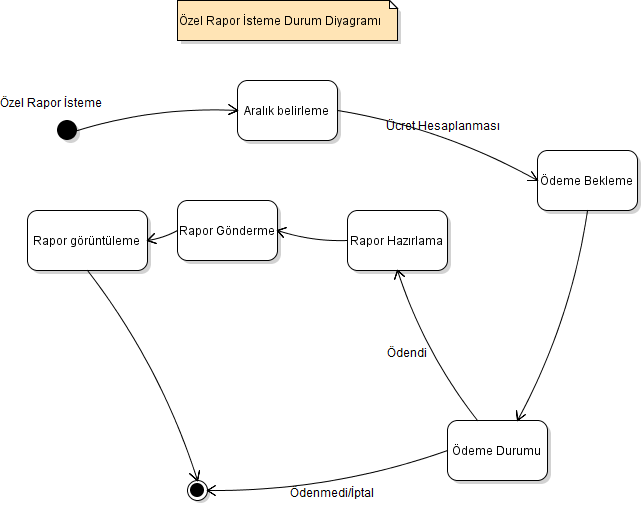 Özel Rapor İsteme Durum Diyagramı
Özel Rapor İsteme
Aralık belirleme
Ücret Hesaplanması
Ödeme Bekleme
Rapor görüntüleme
Rapor Gönderme
Rapor Hazırlama
Ödendi
Ödeme Durumu
Ödenmedi/İptal